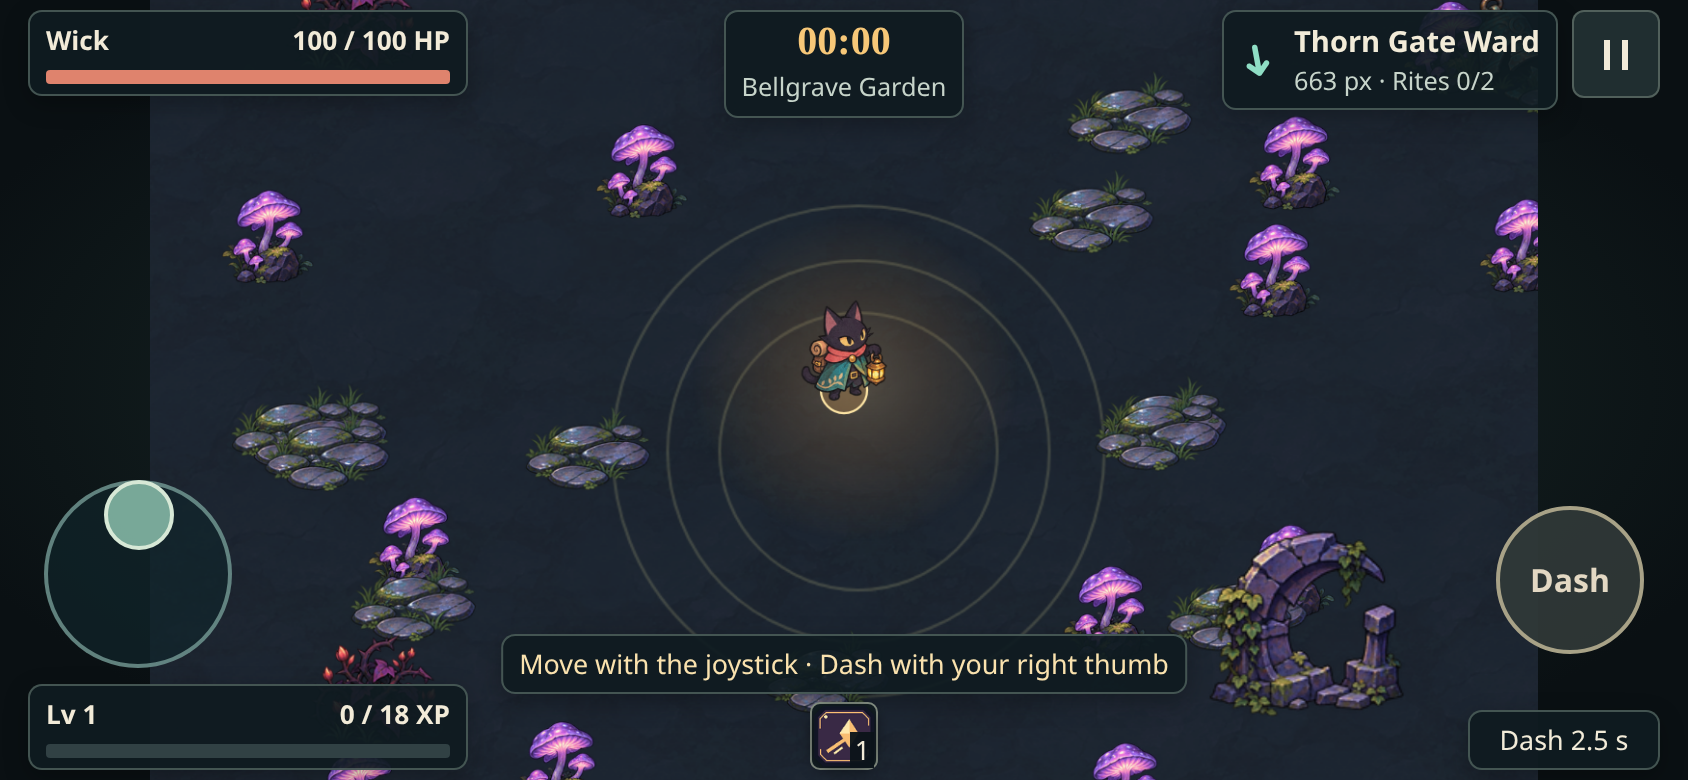 Wick
100 / 100 HP
00:00
Bellgrave Garden
Thorn Gate Ward
663 px · Rites 0/2
Dash
Move with the joystick · Dash with your right thumb
Lv 1
0 / 18 XP
1
Dash 2.5 s